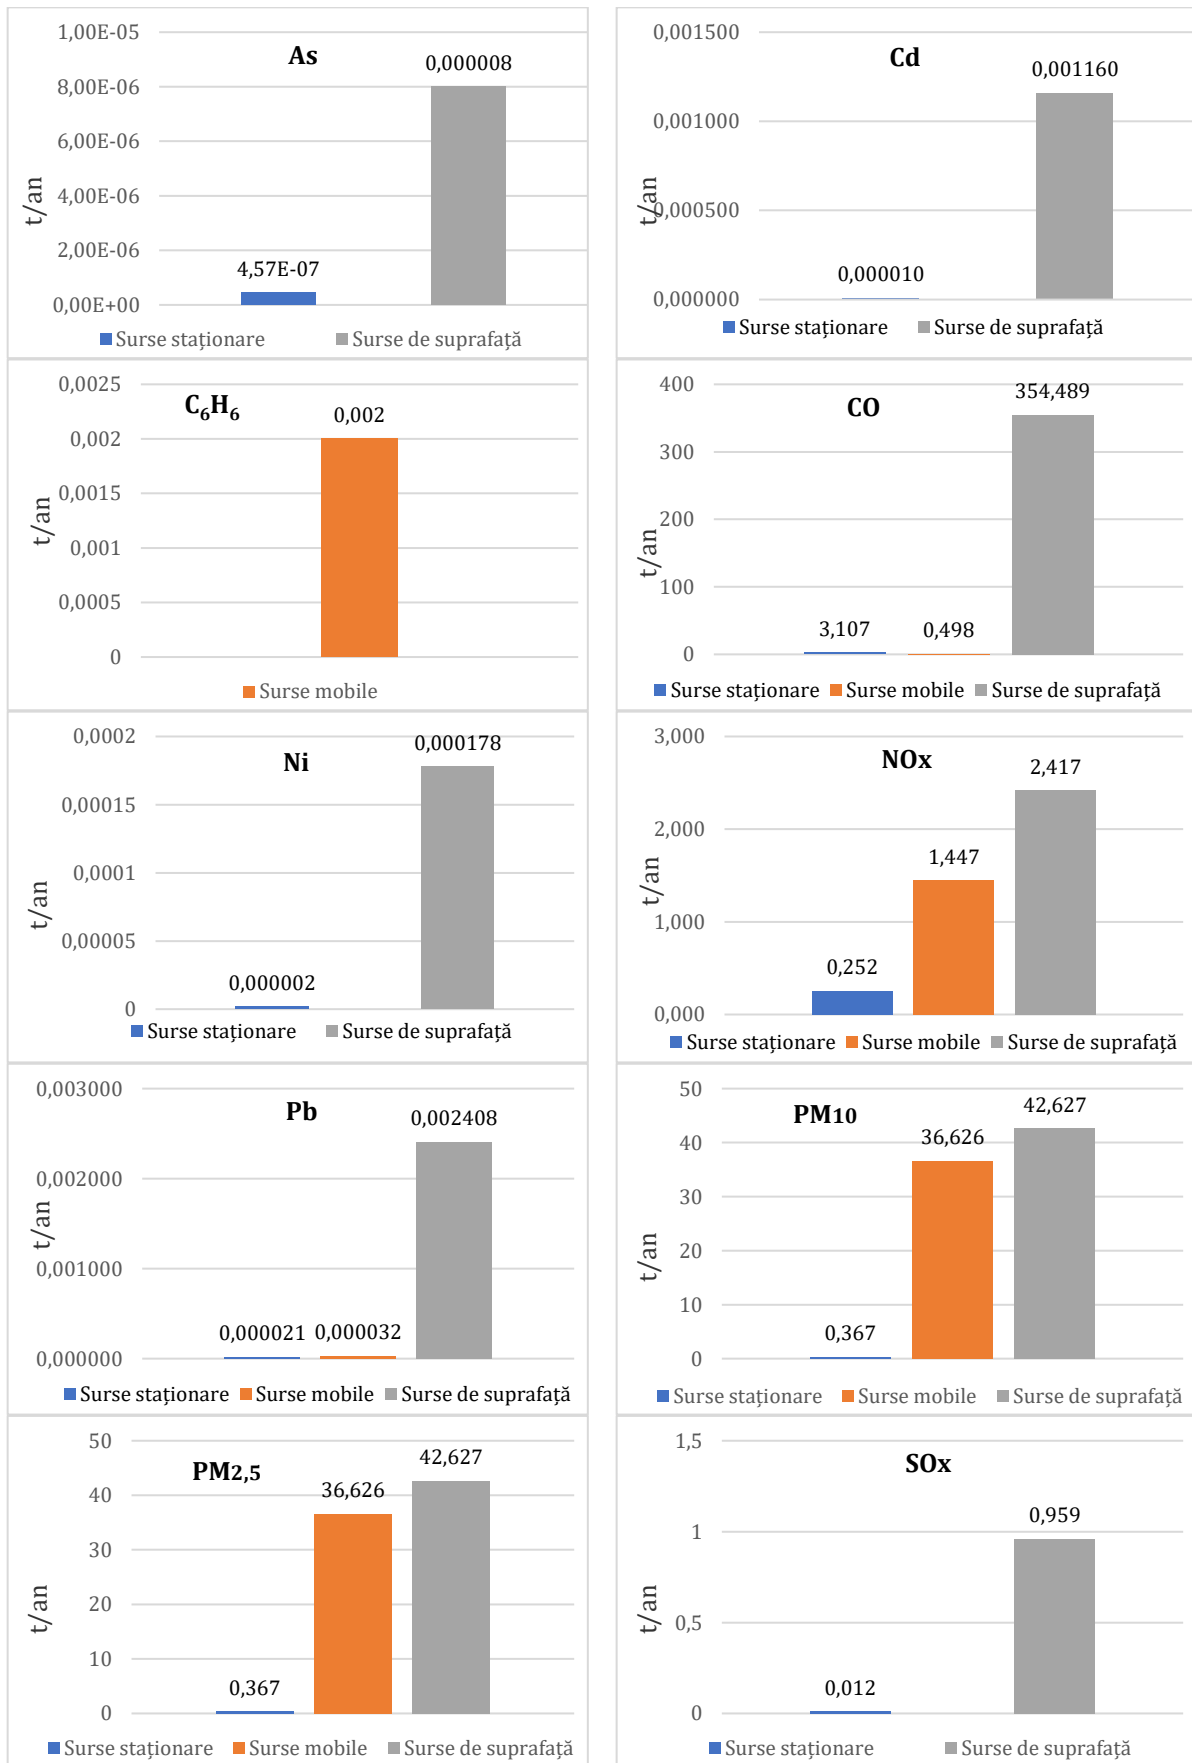 As
1,00E-05
8,00E-06
6,00E-06
4,00E-06
2,00E-06
0,00E+00
t/an
4,57E-07
0,000008
Surse staționare
Surse de suprafață
Cd
0,001500
0,001000
0,000500
0,000000
t/an
0,000010
0,001160
Surse staționare
Surse de suprafață
C6H6
0,0025
0,002
0,0015
0,001
0,0005
0
t/an
0,002
Surse mobile
CO
400
300
200
100
0
t/an
3,107
0,498
354,489
Surse staționare
Surse mobile
Surse de suprafață
Ni
0,0002
0,00015
0,0001
0,00005
0
t/an
0,000002
0,000178
Surse staționare
Surse de suprafață
NOx
3,000
2,000
1,000
0,000
t/an
0,252
1,447
2,417
Surse staționare
Surse mobile
Surse de suprafață
Pb
0,003000
0,002000
0,001000
0,000000
t/an
0,000021
0,000032
0,002408
Surse staționare
Surse mobile
Surse de suprafață
PM10
50
40
30
20
10
0
t/an
0,367
36,626
42,627
Surse staționare
Surse mobile
Surse de suprafață
PM2,5
50
40
30
20
10
0
t/an
0,367
36,626
42,627
Surse staționare
Surse mobile
Surse de suprafață
SOx
1,5
1
0,5
0
t/an
0,012
0,959
Surse staționare
Surse de suprafață